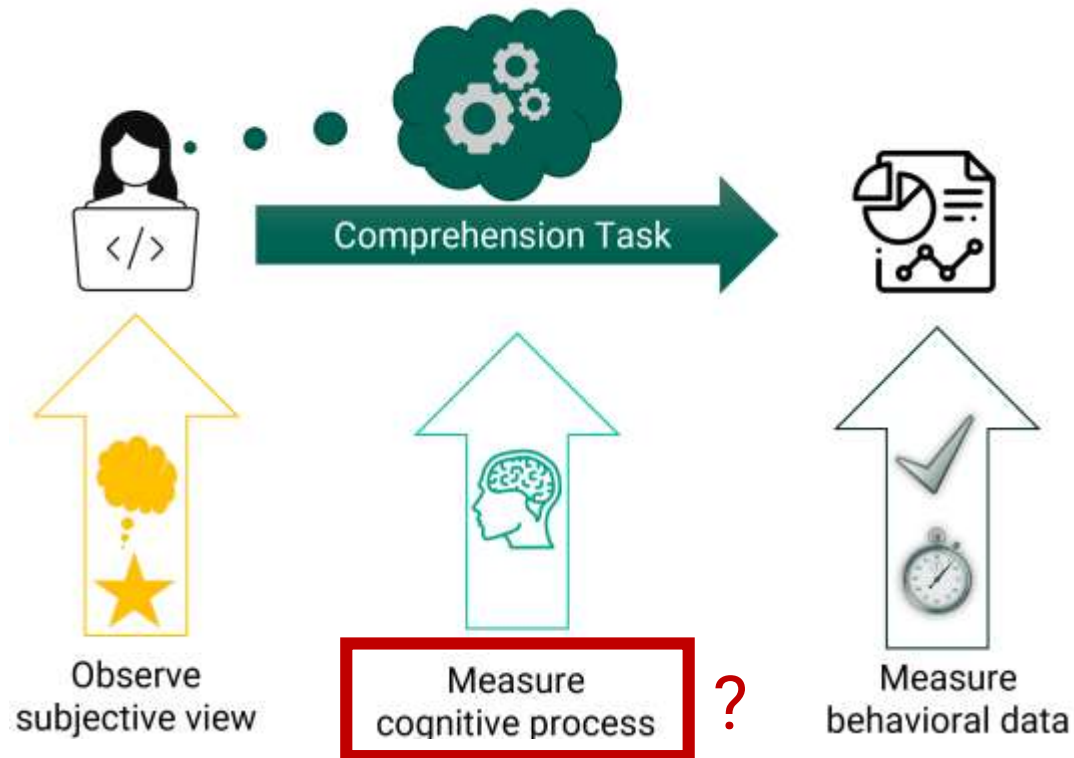 </>
Comprehension Task
Observe
subjective view
Measure
cognitive process
?
Measure
behavioral data